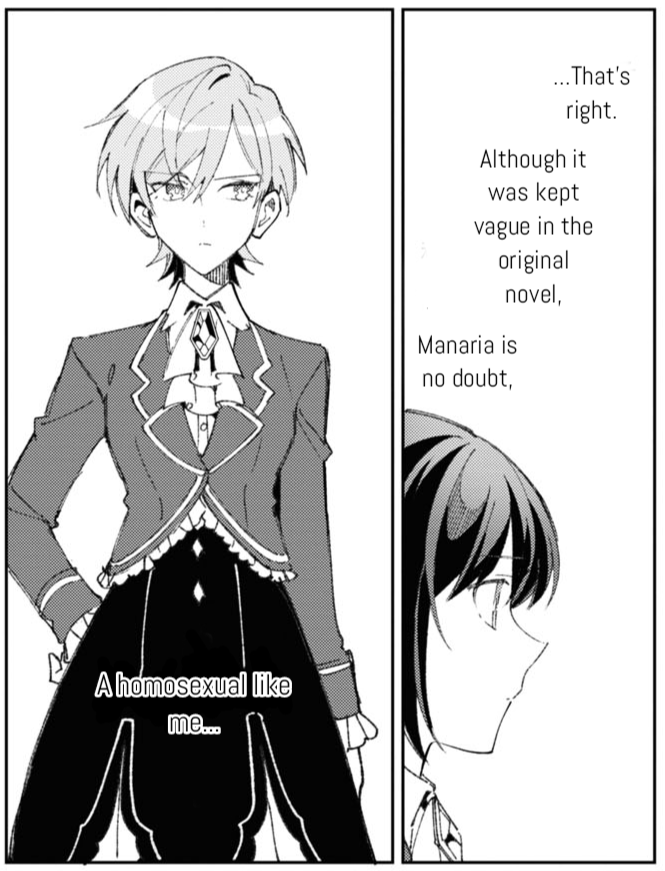 ...That's
right.
Although it
was kept
vague in the
original
novel,
Manaria is
no doubt,
A homosexual like
me...